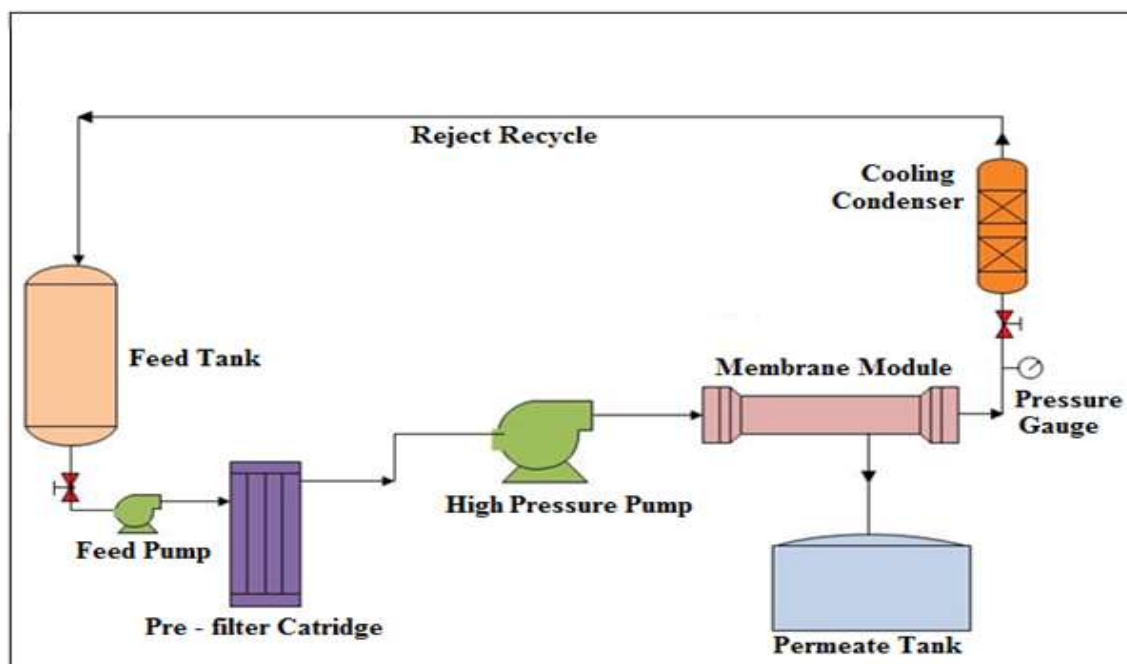 Reject Recycle
Cooling
Condenser
Feed Tank
Membrane Module
Pressure
Gauge
High Pressure Pump
Feed Pump
Pre - filter Catridge
Permeate Tank